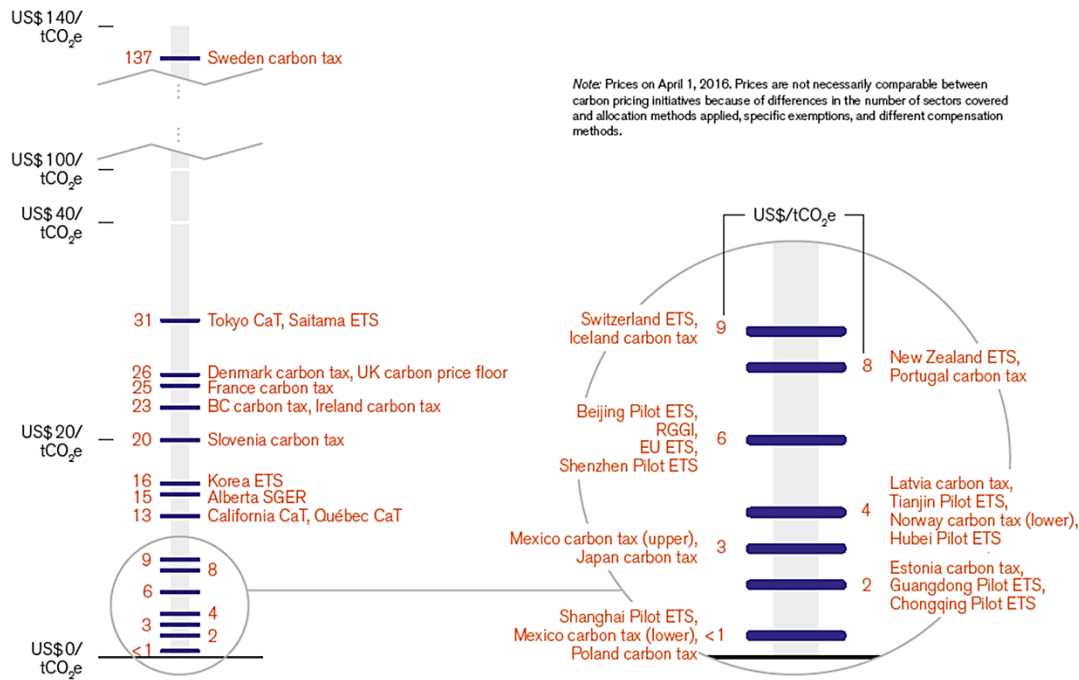 US$ 140/
tCO₂e
137 Sweden carbon tax
Note: Prices on April 1, 2016. Prices are not necessarily comparable between
carbon pricing initiatives because of differences in the number of sectors covered
and allocation methods applied, specific exemptions, and different compensation
methods.
US$ 100/
tCO₂e
US$ 40/
tCO₂e
31 Tokyo CaT, Saitama ETS
26 Denmark carbon tax, UK carbon price floor
25 France carbon tax
23 BC carbon tax, Ireland carbon tax
US$ 20/
tCO₂e
20 Slovenia carbon tax
16 Korea ETS
15 Alberta SGER
13 California CaT, Québec CaT
9
8
6
4
3
2
<1
US$ 0/
tCO₂e
US$/tCO₂e
Switzerland ETS,
Iceland carbon tax
9
8
New Zealand ETS,
Portugal carbon tax
Beijing Pilot ETS,
RGGI,
EU ETS,
Shenzhen Pilot ETS
6
4
Latvia carbon tax,
Tianjin Pilot ETS,
Norway carbon tax (lower),
Hubei Pilot ETS
Mexico carbon tax (upper),
Japan carbon tax
3
2
Estonia carbon tax,
Guangdong Pilot ETS,
Chongqing Pilot ETS
Shanghai Pilot ETS,
Mexico carbon tax (lower),
Poland carbon tax
<1